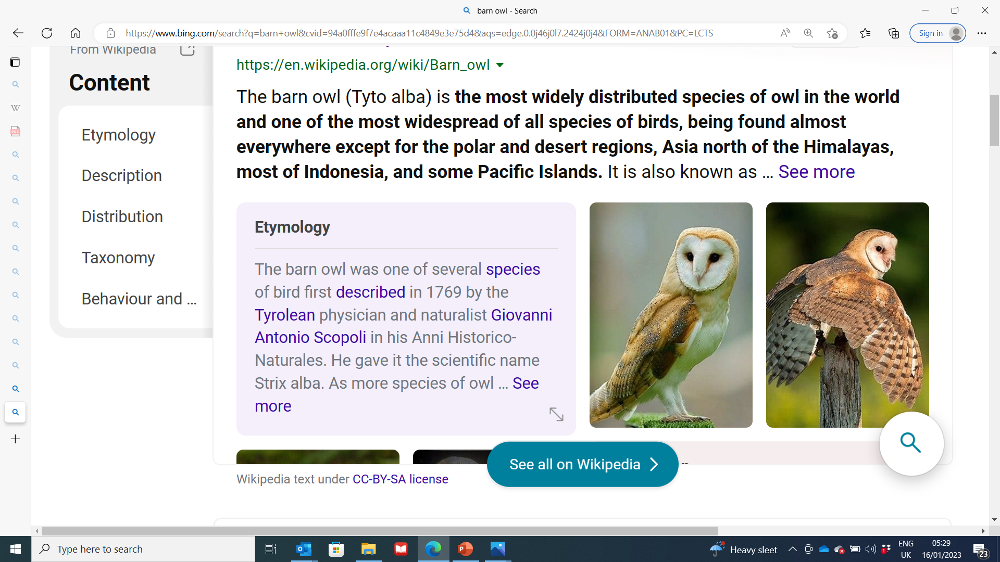 barn owl - Search
https://www.bing.com/search?q=barn+owl&cvid=94a0fffe9f7e4acaaa11c4849e3e75d4&aqs=edge.0.0j46j0l7.2424j0j4&FORM=ANAB01&PC=LCTS
Sign in
From Wikipedia
Content
Etymology
Description
Distribution
Taxonomy
Behaviour and ...
https://en.wikipedia.org/wiki/Barn_owl
The barn owl (Tyto alba) is the most widely distributed species of owl in the world
and one of the most widespread of all species of birds, being found almost
everywhere except for the polar and desert regions, Asia north of the Himalayas,
most of Indonesia, and some Pacific Islands. It is also known as ... See more
Etymology
The barn owl was one of several species
of bird first described in 1769 by the
Tyrolean physician and naturalist Giovanni
Antonio Scopoli in his Anni Historico-
Naturales. He gave it the scientific name
Strix alba. As more species of owl ... See
more
See all on Wikipedia
Wikipedia text under CC-BY-SA license
Type here to search
Heavy sleet
ENG
UK
05:29
16/01/2023
23